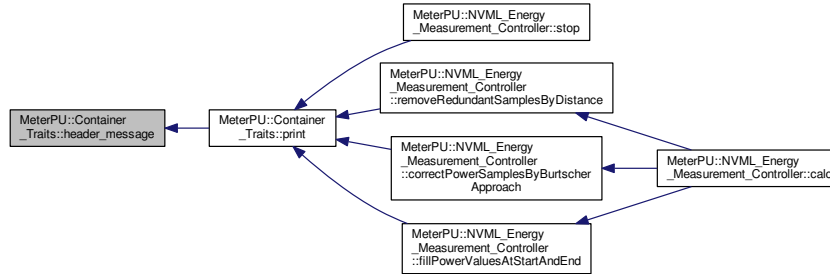 MeterPU::Container
_Traits::header_message
MeterPU::Container
_Traits::print
MeterPU::NVML_Energy
_Measurement_Controller::stop
MeterPU::NVML_Energy
_Measurement_Controller
::removeRedundantSamplesByDistance
MeterPU::NVML_Energy
_Measurement_Controller
::correctPowerSamplesByBurtscher
Approach
MeterPU::NVML_Energy
_Measurement_Controller
::fillPowerValuesAtStartAndEnd
MeterPU::NVML_Energy
_Measurement_Controller::calc